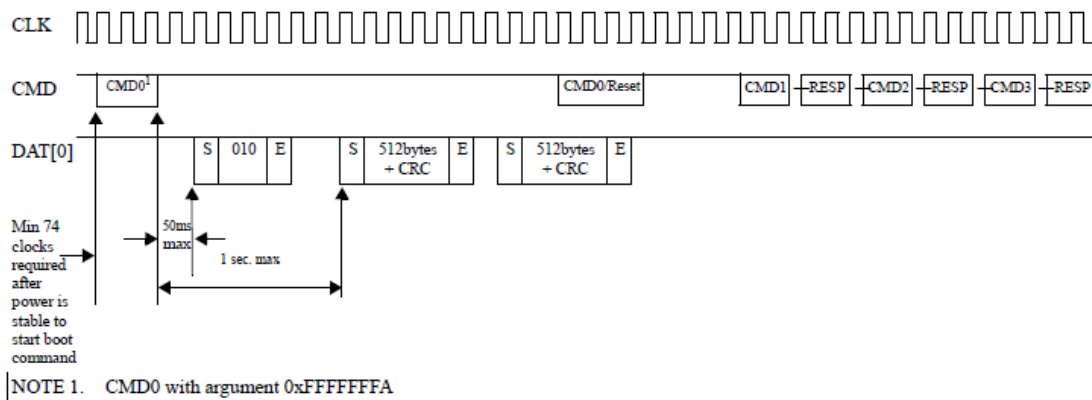 CLK
CMD CMD0¹ CMD0/Reset CMD1 RESP CMD2 RESP CMD3 RESP
DAT[0] S 010 E S 512bytes + CRC E S 512bytes + CRC E
50ms
max
1 sec. max
Min 74
clocks
required
after
power is
stable to
start boot
command
NOTE 1. CMD0 with argument 0xFFFFFFFA